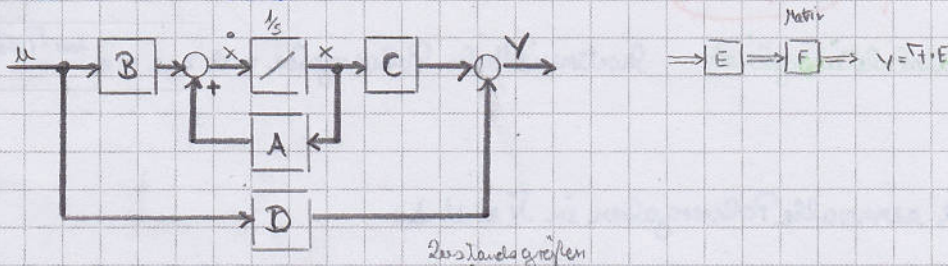 1/s
Matrix
u B ẋ x C y
+
E F y = F · E
A
D
Zustandsgrößen